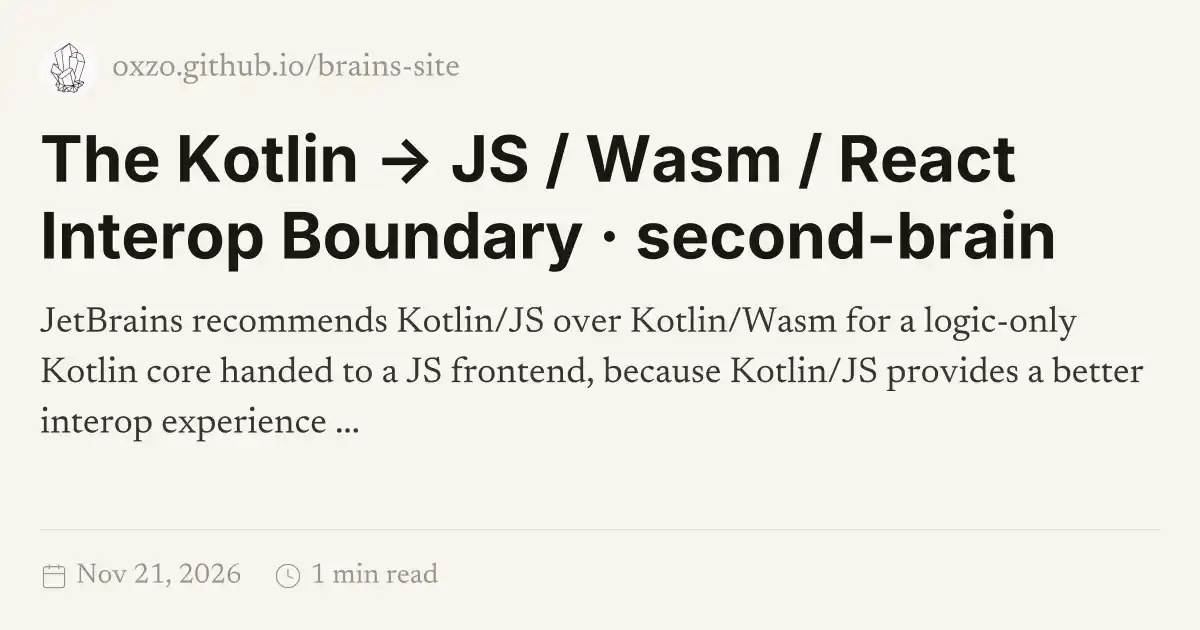 oxzo.github.io/brains-site
The Kotlin → JS / Wasm / React
Interop Boundary · second-brain
JetBrains recommends Kotlin/JS over Kotlin/Wasm for a logic-only
Kotlin core handed to a JS frontend, because Kotlin/JS provides a better
interop experience ...
Nov 21, 2026 1 min read